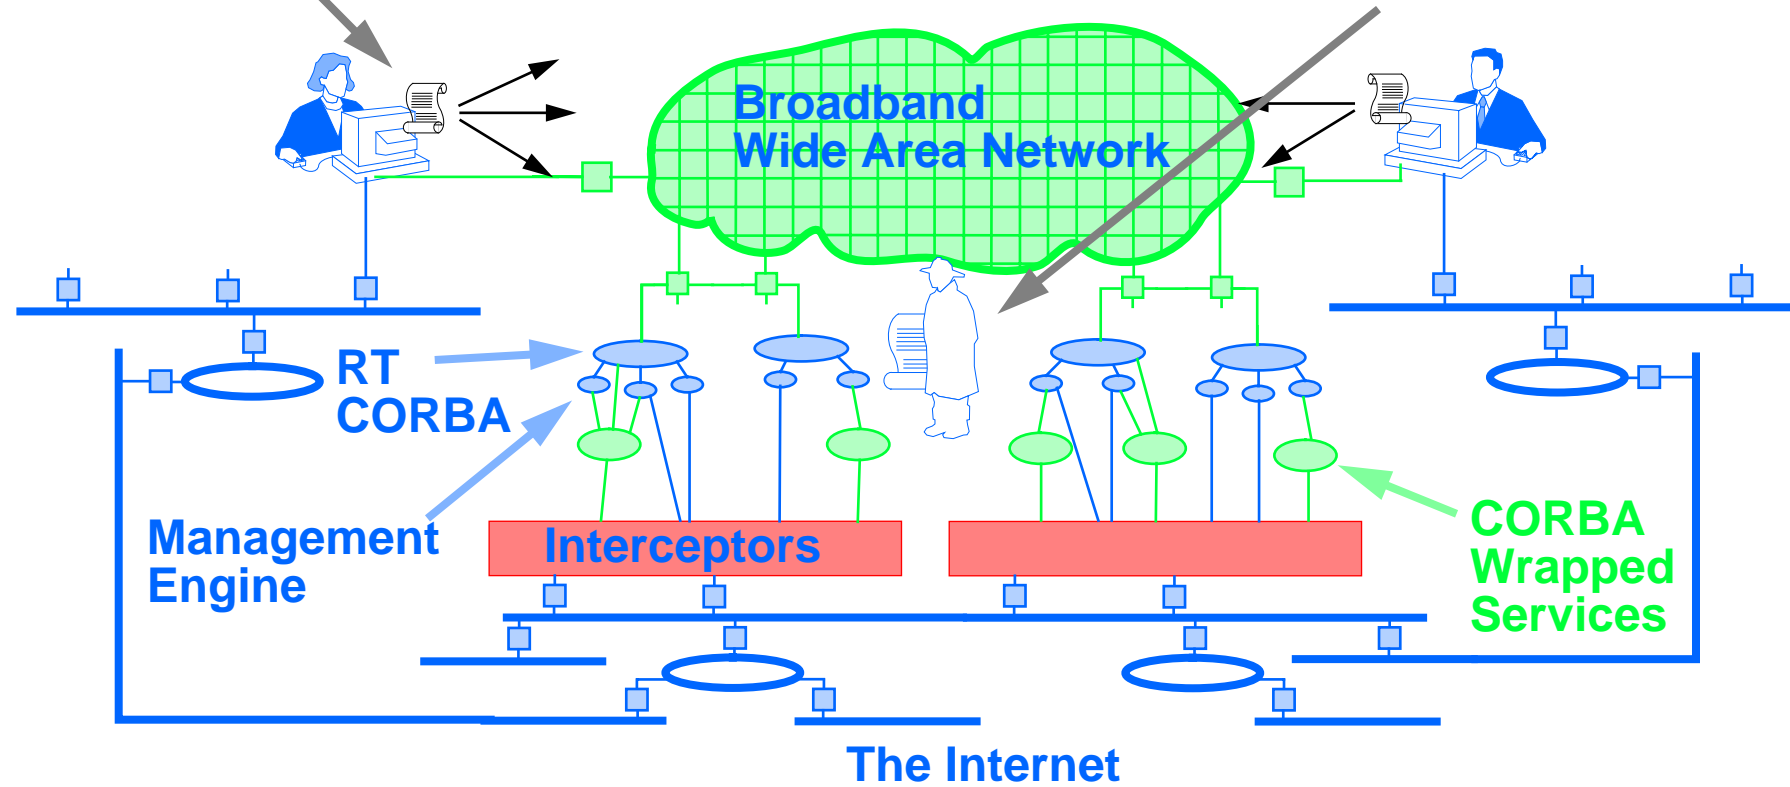 Broadband
Wide Area Network
RT
CORBA
Management
Engine
Interceptors
CORBA
Wrapped
Services
The Internet